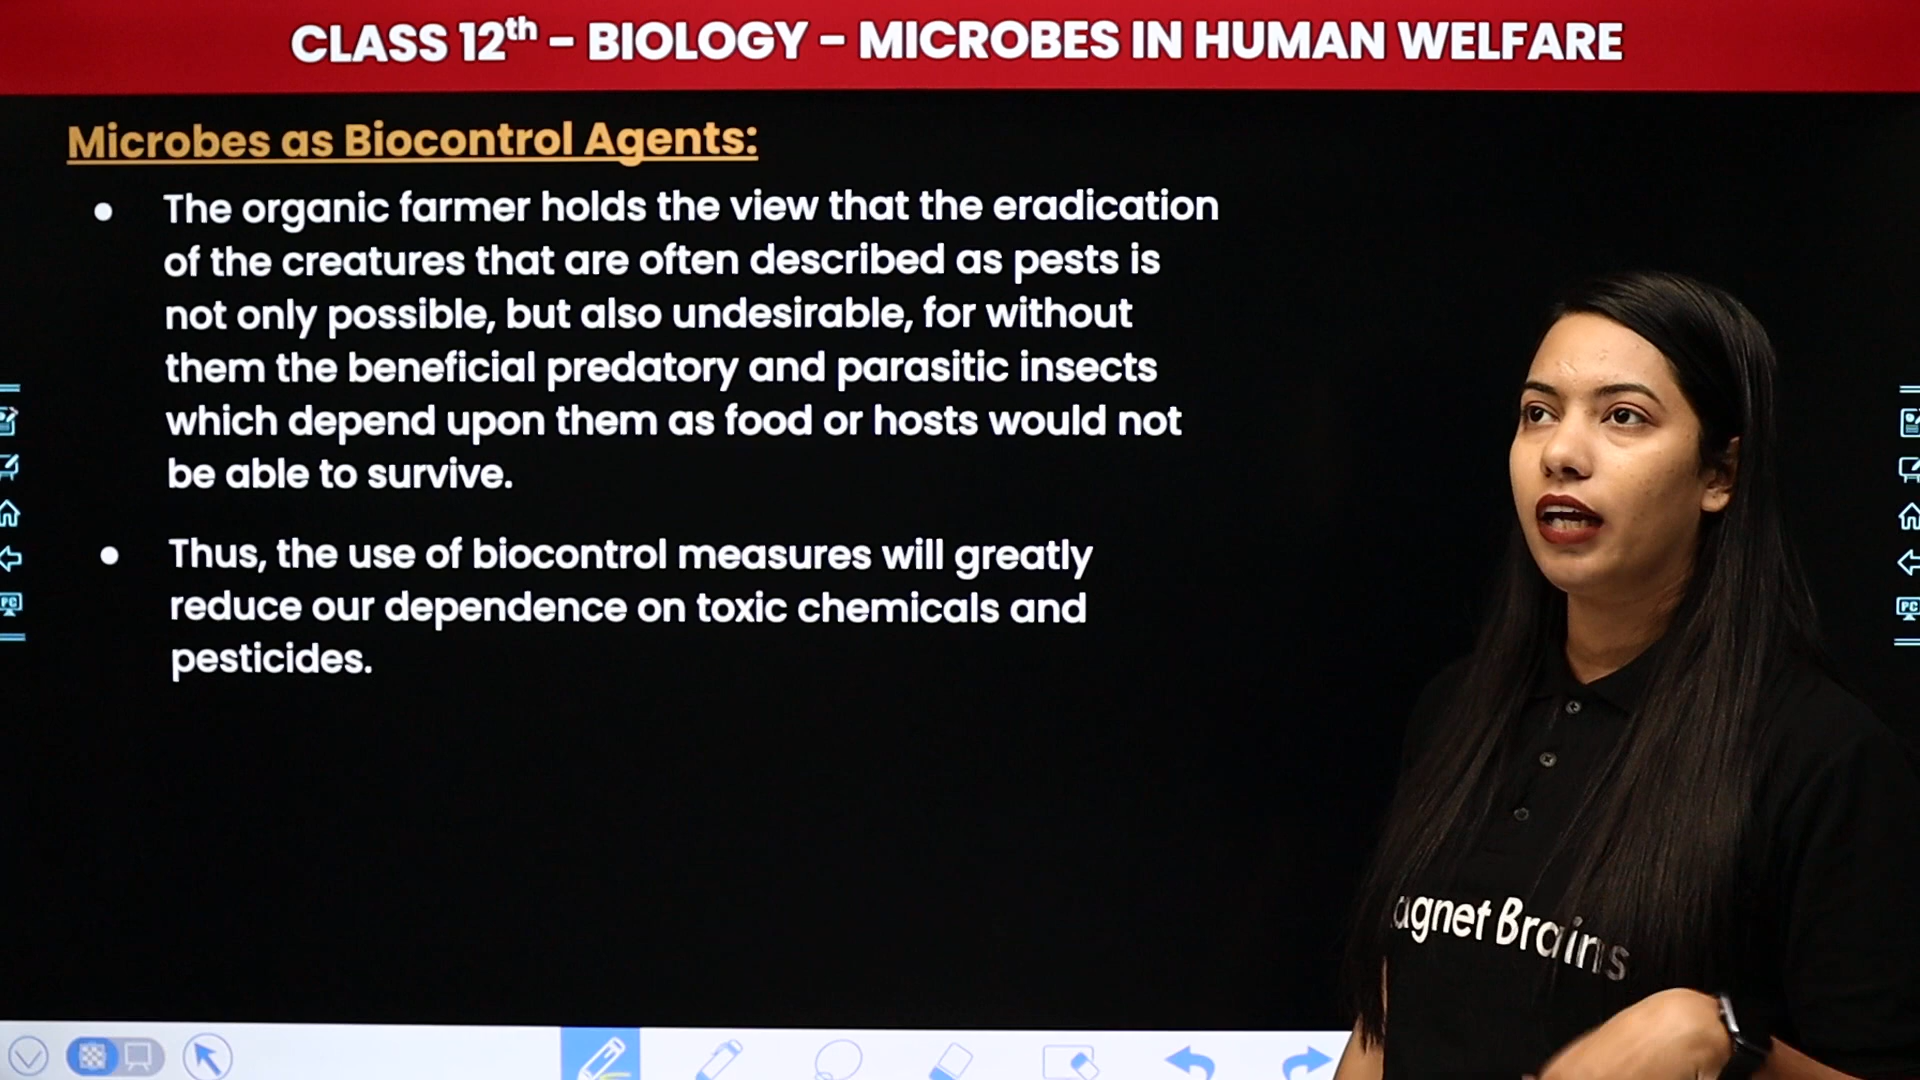 CLASS 12th – BIOLOGY – MICROBES IN HUMAN WELFARE
Microbes as Biocontrol Agents:
● The organic farmer holds the view that the eradication
of the creatures that are often described as pests is
not only possible, but also undesirable, for without
them the beneficial predatory and parasitic insects
which depend upon them as food or hosts would not
be able to survive.
● Thus, the use of biocontrol measures will greatly
reduce our dependence on toxic chemicals and
pesticides.
agnet Brains
PC
PC